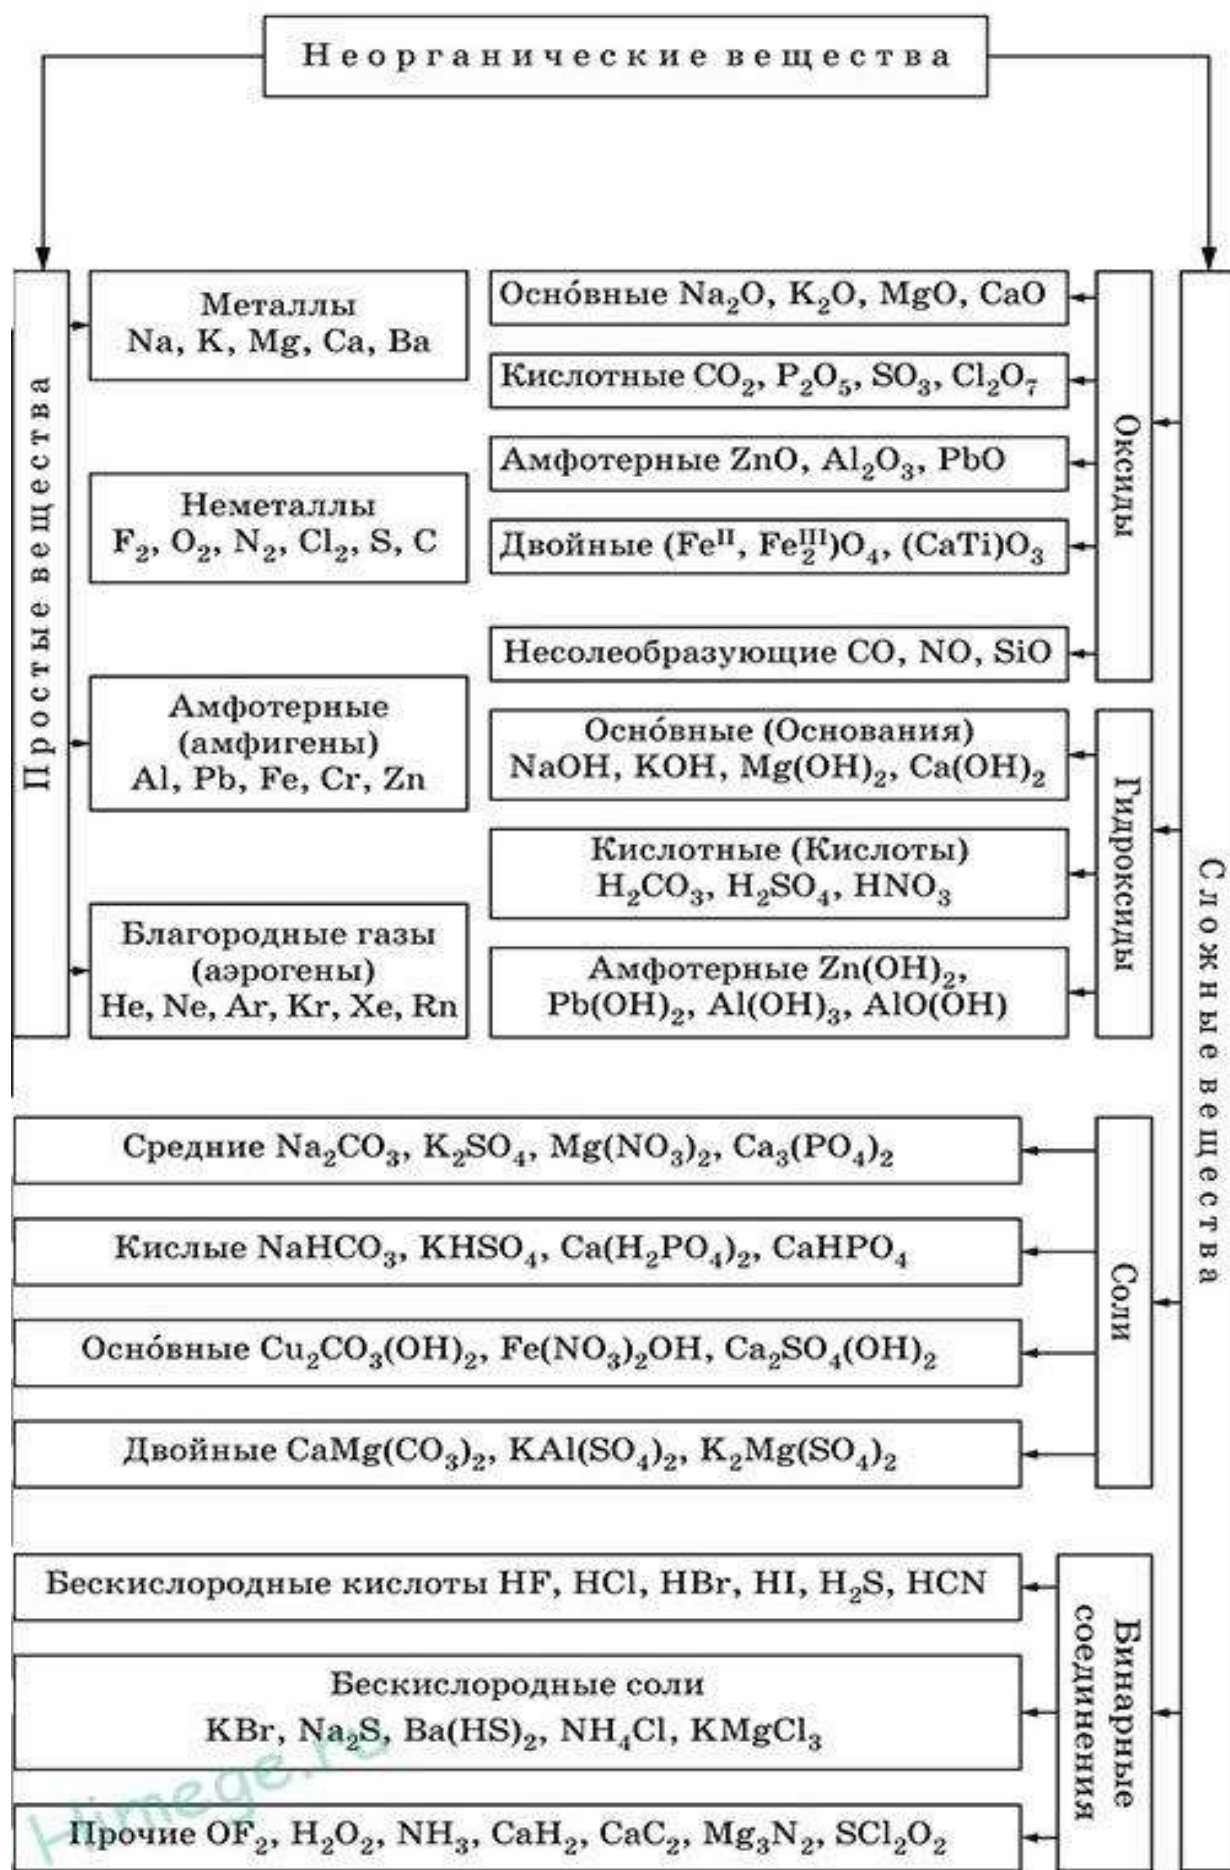 Неорганические вещества
Простые вещества
Металлы
Na, K, Mg, Ca, Ba
Неметаллы
F₂, O₂, N₂, Cl₂, S, C
Амфотерные
(амфигены)
Al, Pb, Fe, Cr, Zn
Благородные газы
(аэрогены)
He, Ne, Ar, Kr, Xe, Rn
Сложные вещества
Оксиды
Осно́вные Na₂O, K₂O, MgO, CaO
Кислотные CO₂, P₂O₅, SO₃, Cl₂O₇
Амфотерные ZnO, Al₂O₃, PbO
Двойные (Feᴵᴵ, Fe₂ᴵᴵᴵ)O₄, (CaTi)O₃
Несолеобразующие CO, NO, SiO
Гидроксиды
Осно́вные (Основания)
NaOH, KOH, Mg(OH)₂, Ca(OH)₂
Кислотные (Кислоты)
H₂CO₃, H₂SO₄, HNO₃
Амфотерные Zn(OH)₂,
Pb(OH)₂, Al(OH)₃, AlO(OH)
Соли
Средние Na₂CO₃, K₂SO₄, Mg(NO₃)₂, Ca₃(PO₄)₂
Кислые NaHCO₃, KHSO₄, Ca(H₂PO₄)₂, CaHPO₄
Осно́вные Cu₂CO₃(OH)₂, Fe(NO₃)₂OH, Ca₂SO₄(OH)₂
Двойные CaMg(CO₃)₂, KAl(SO₄)₂, K₂Mg(SO₄)₂
Бинарные
соединения
Бескислородные кислоты HF, HCl, HBr, HI, H₂S, HCN
Бескислородные соли
KBr, Na₂S, Ba(HS)₂, NH₄Cl, KMgCl₃
Прочие OF₂, H₂O₂, NH₃, CaH₂, CaC₂, Mg₃N₂, SCl₂O₂
Himege.ru